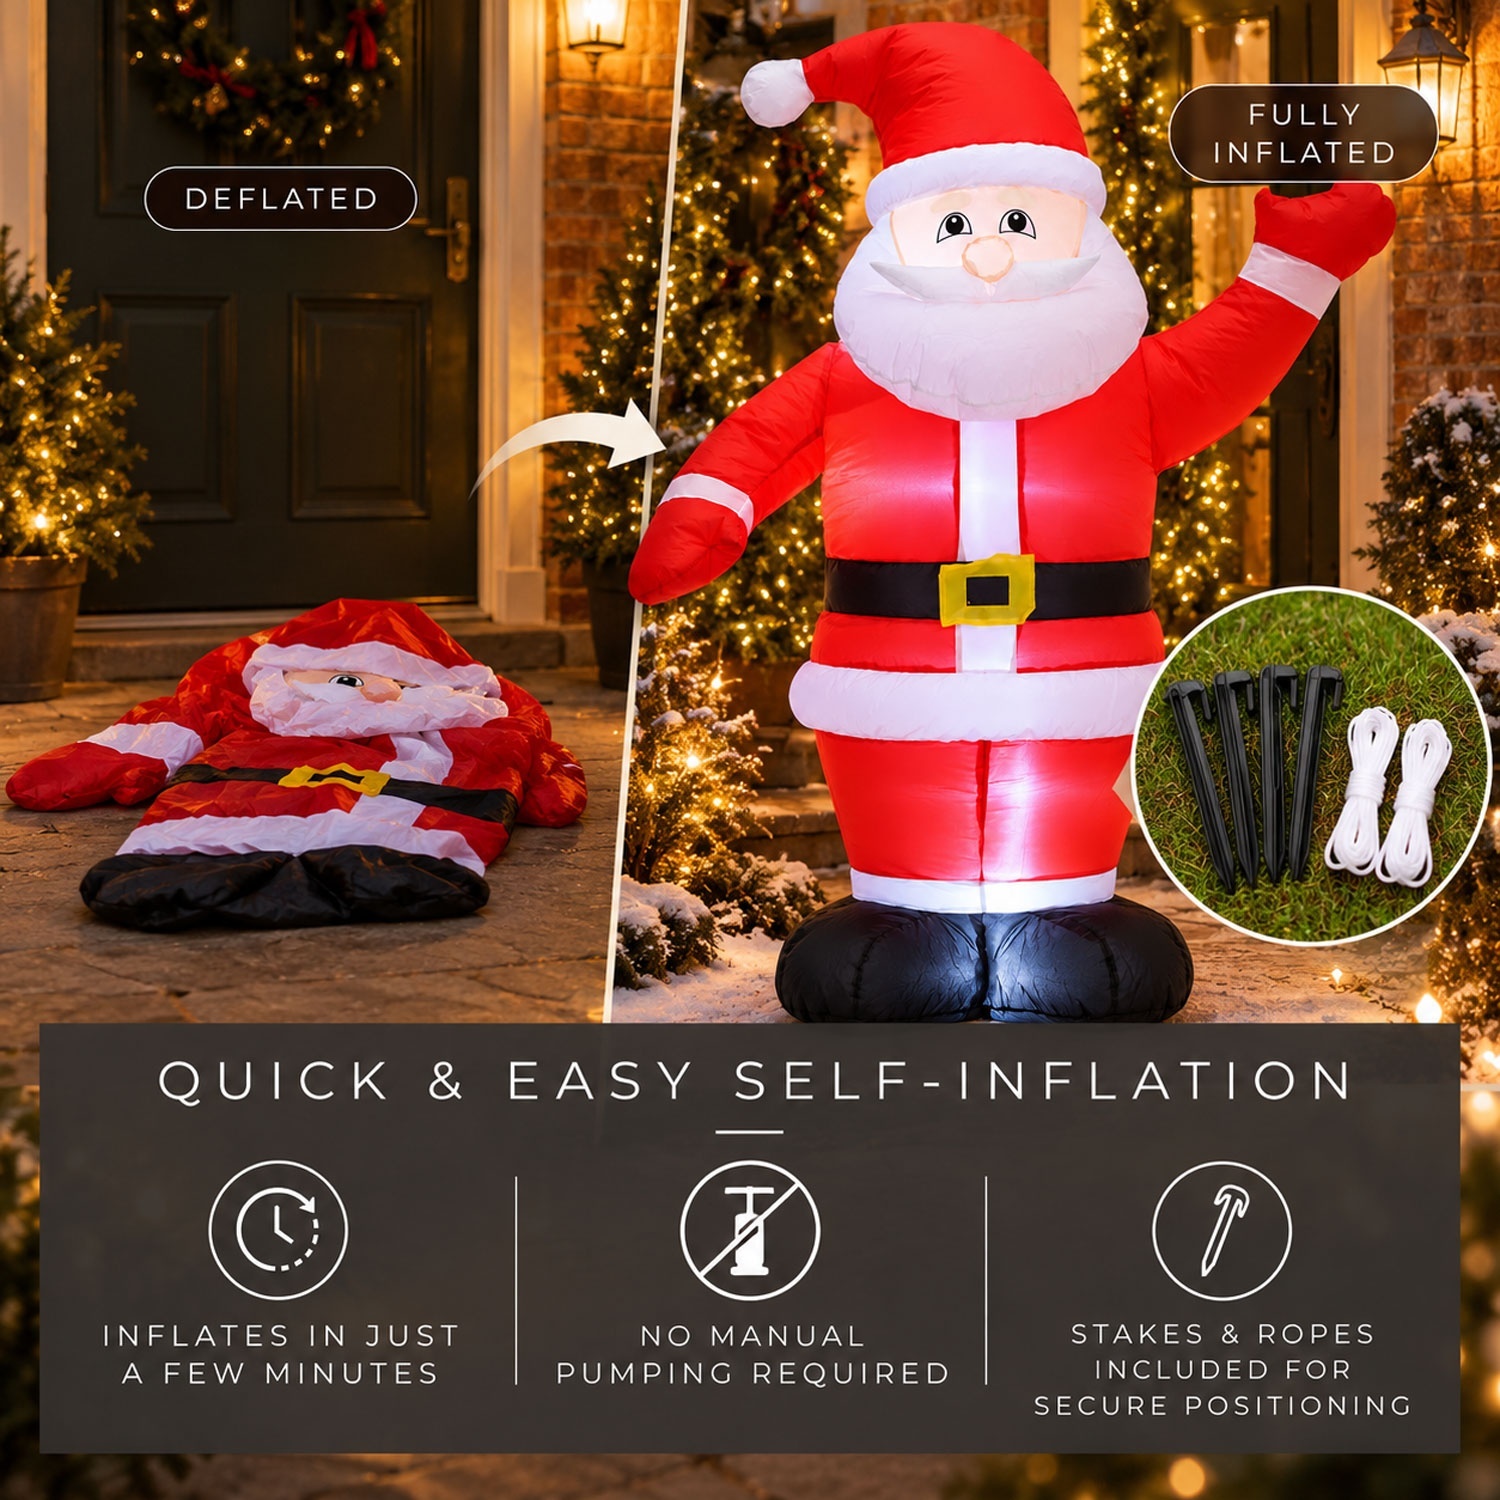 DEFLATED
FULLY
INFLATED
QUICK & EASY SELF-INFLATION
INFLATES IN JUST
A FEW MINUTES
NO MANUAL
PUMPING REQUIRED
STAKES & ROPES
INCLUDED FOR
SECURE POSITIONING